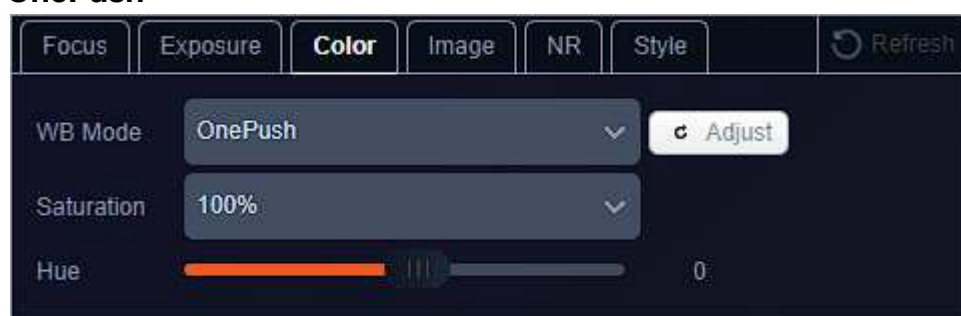 Focus Exposure Color Image NR Style Refresh
WB Mode OnePush Adjust
Saturation 100%
Hue 0